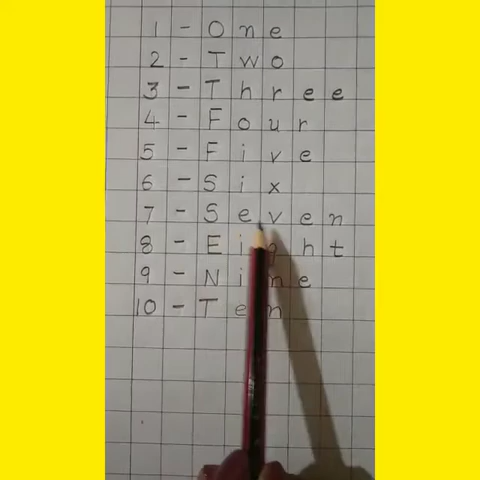 1 - One
2 - Two
3 - Three
4 - Four
5 - Five
6 - Six
7 - Seven
8 - Eight
9 - Nine
10 - Ten